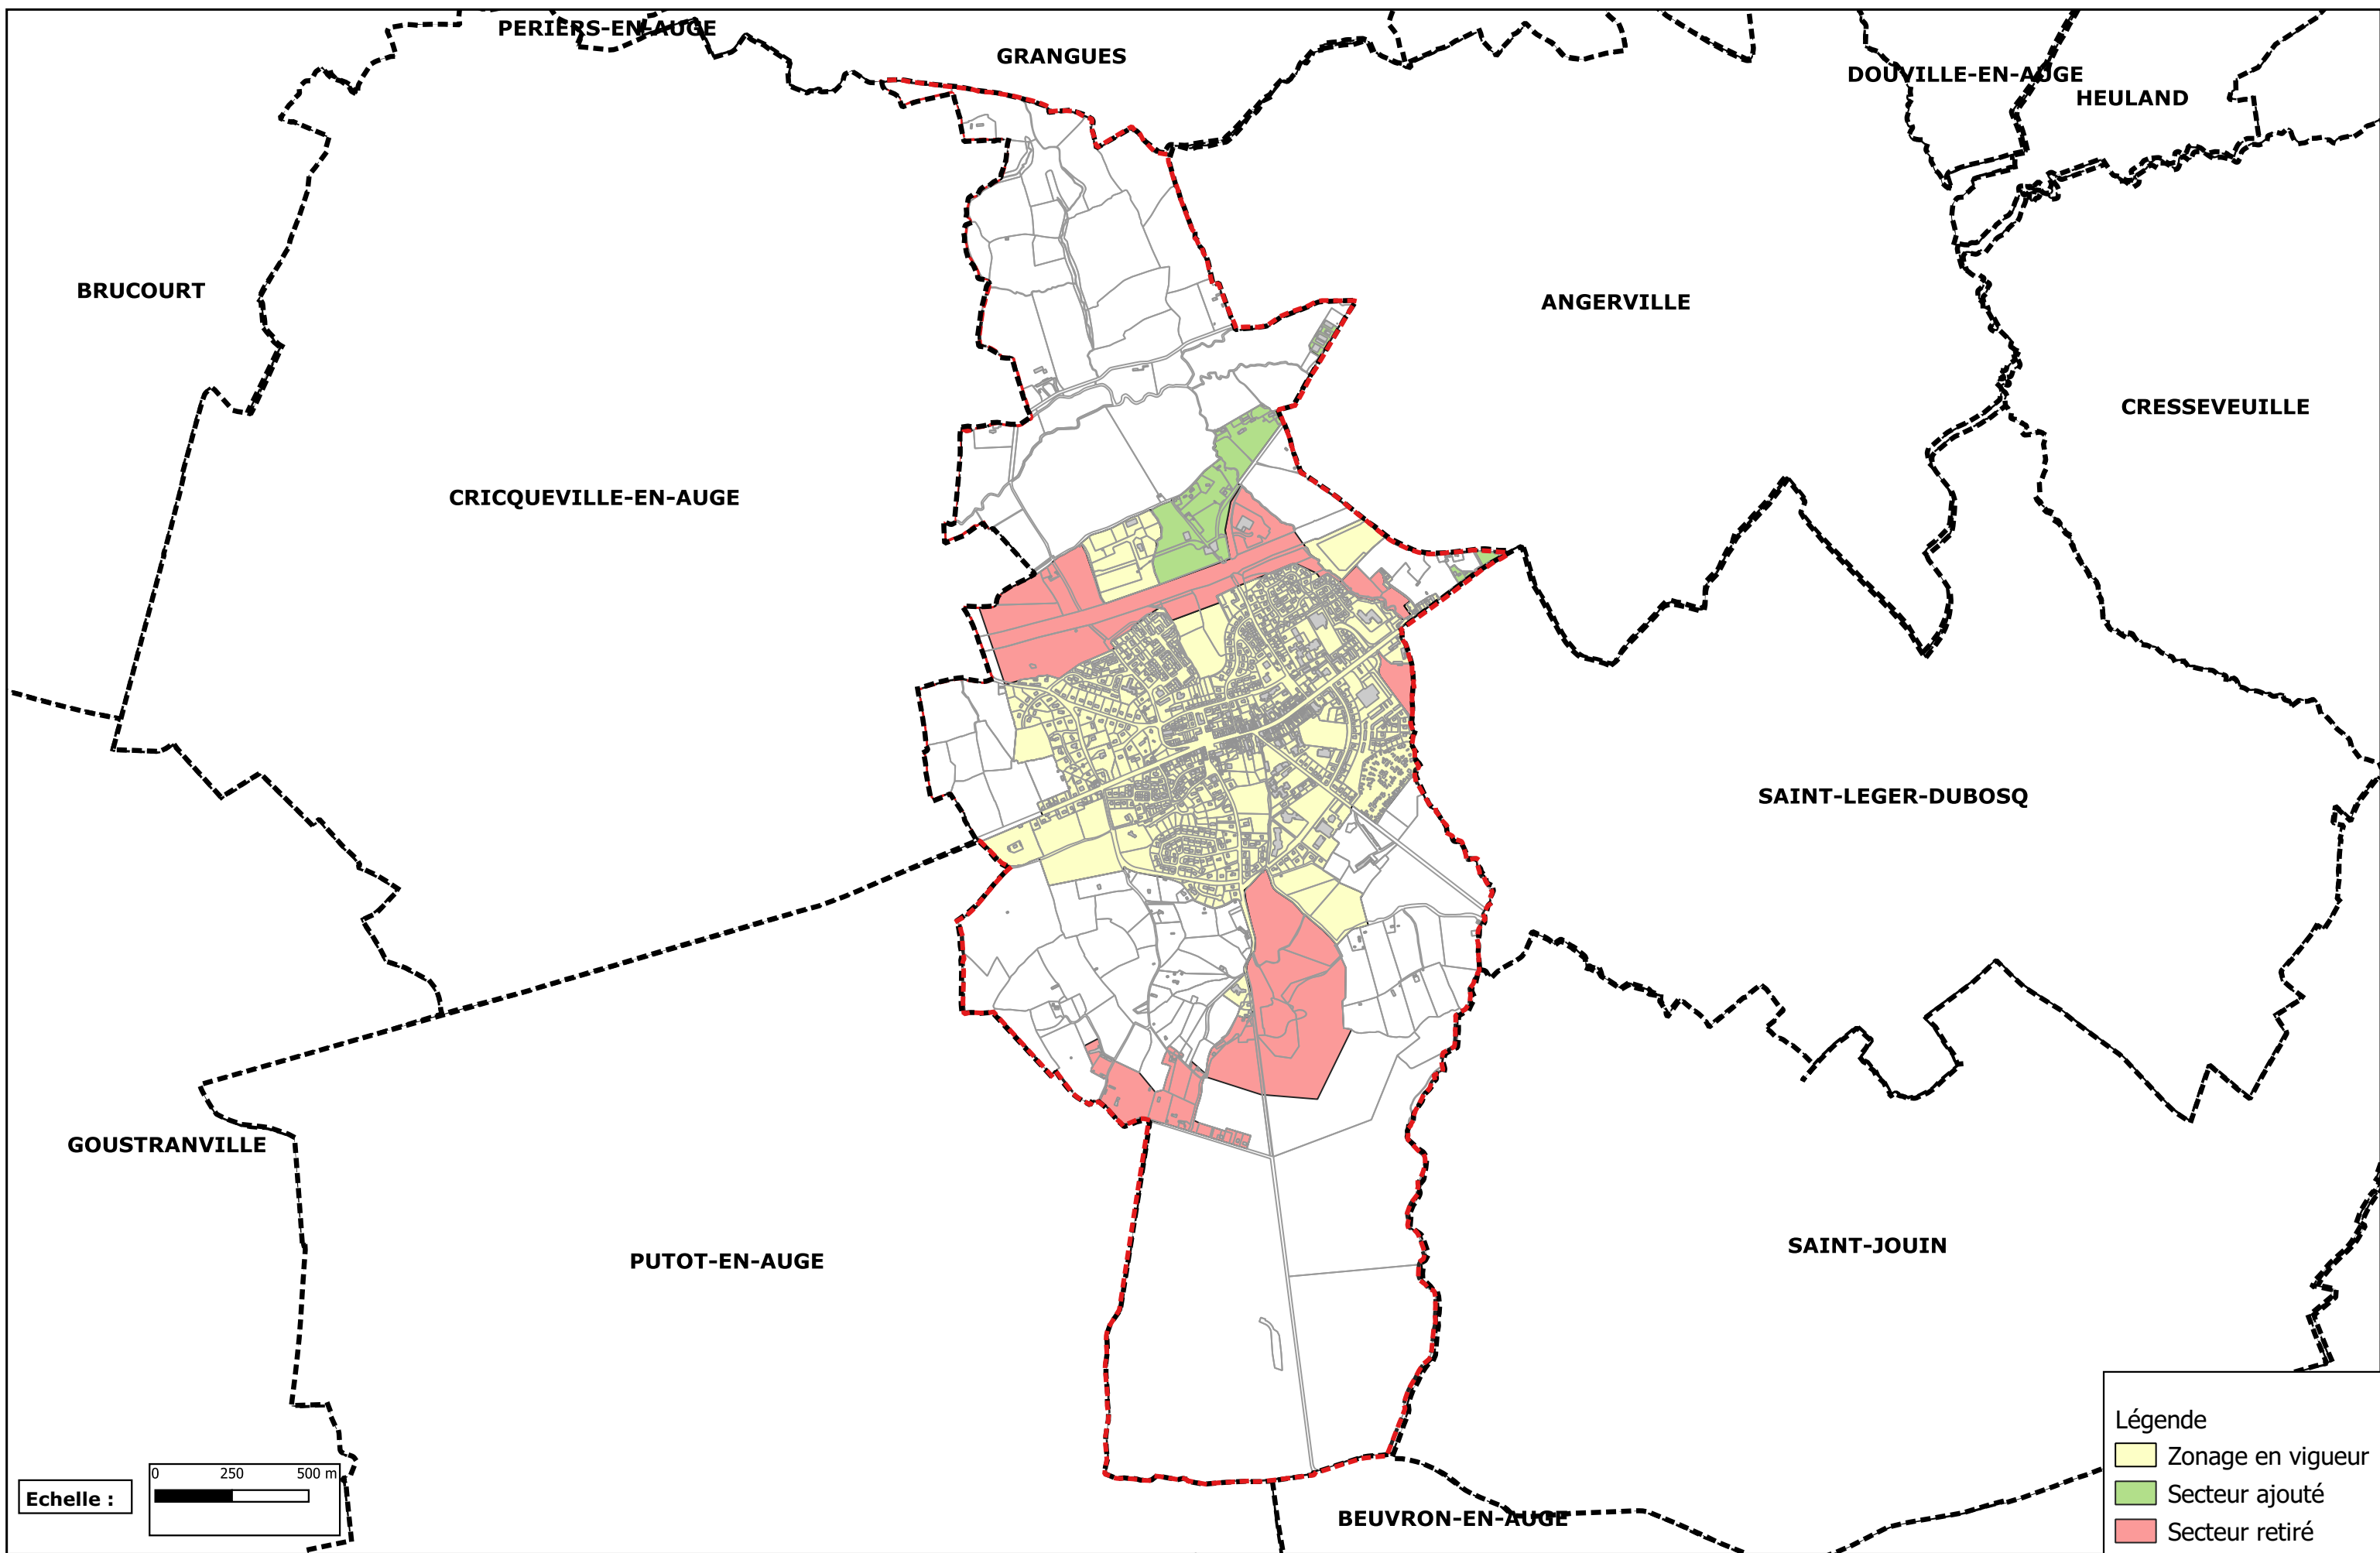 PERIERS-EN-AUGE
GRANGUES
DOUVILLE-EN-AUGE
HEULAND
BRUCOURT
ANGERVILLE
CRESSEVEUILLE
CRICQUEVILLE-EN-AUGE
SAINT-LEGER-DUBOSQ
GOUSTRANVILLE
PUTOT-EN-AUGE
SAINT-JOUIN
BEUVRON-EN-AUGE
Echelle :
0 250 500 m
Légende
Zonage en vigueur
Secteur ajouté
Secteur retiré